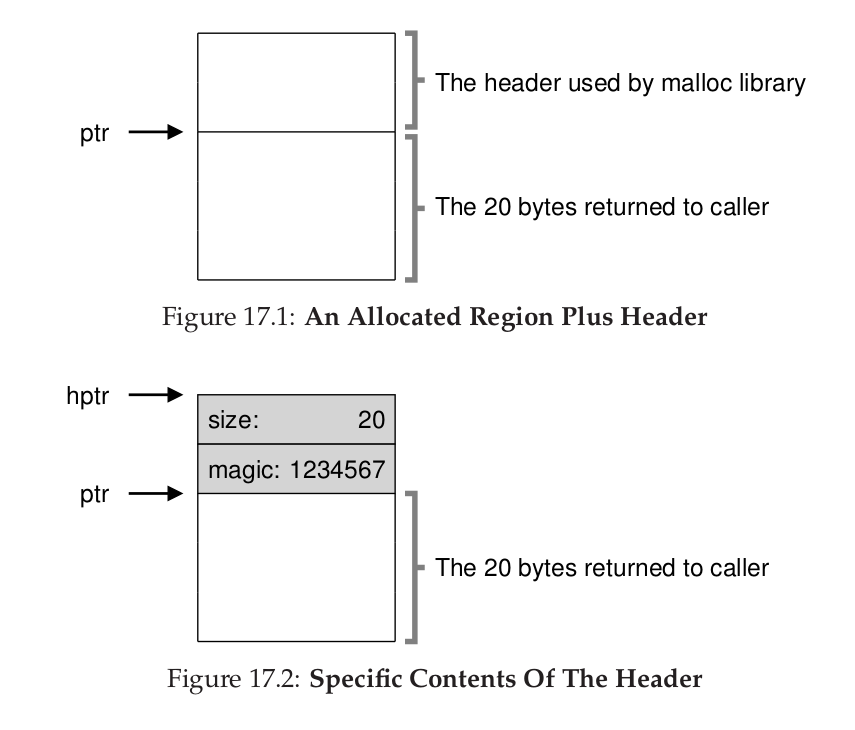 The header used by malloc library
ptr
The 20 bytes returned to caller
Figure 17.1: An Allocated Region Plus Header
hptr
size: 20
magic: 1234567
ptr
The 20 bytes returned to caller
Figure 17.2: Specific Contents Of The Header